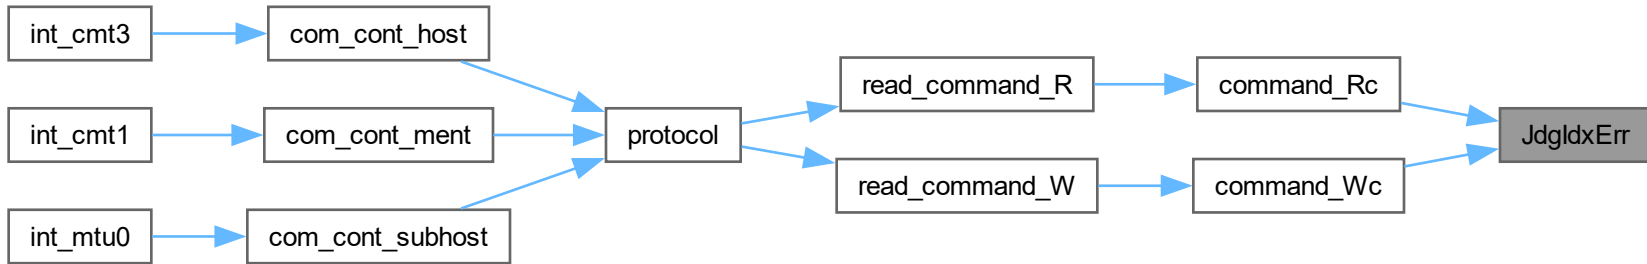 int_cmt3
com_cont_host
int_cmt1
com_cont_ment
int_mtu0
com_cont_subhost
protocol
read_command_R
read_command_W
command_Rc
command_Wc
JdgIdxErr